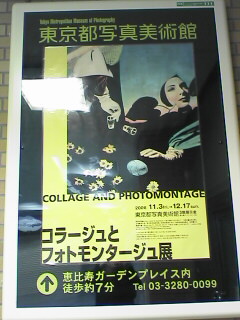 Tokyo Metropolitan Museum of Photography
東京都写真美術館
COLLAGE AND PHOTOMONTAGE
11.3 12.17
東京都写真美術館
コラージュと
フォトモンタージュ展
恵比寿ガーデンプレイス内
徒歩約7分 Tel 03-3280-0099